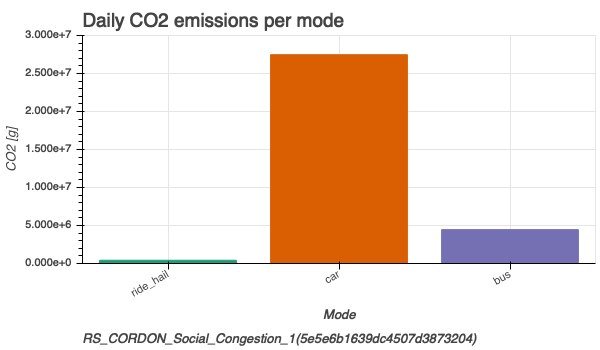 Daily CO2 emissions per mode
3.000e+7
2.500e+7
2.000e+7
1.500e+7
1.000e+7
5.000e+6
0.000e+0
CO2 [g]
ride_hail
car
bus
Mode
RS_CORDON_Social_Congestion_1(5e5e6b1639dc4507d3873204)